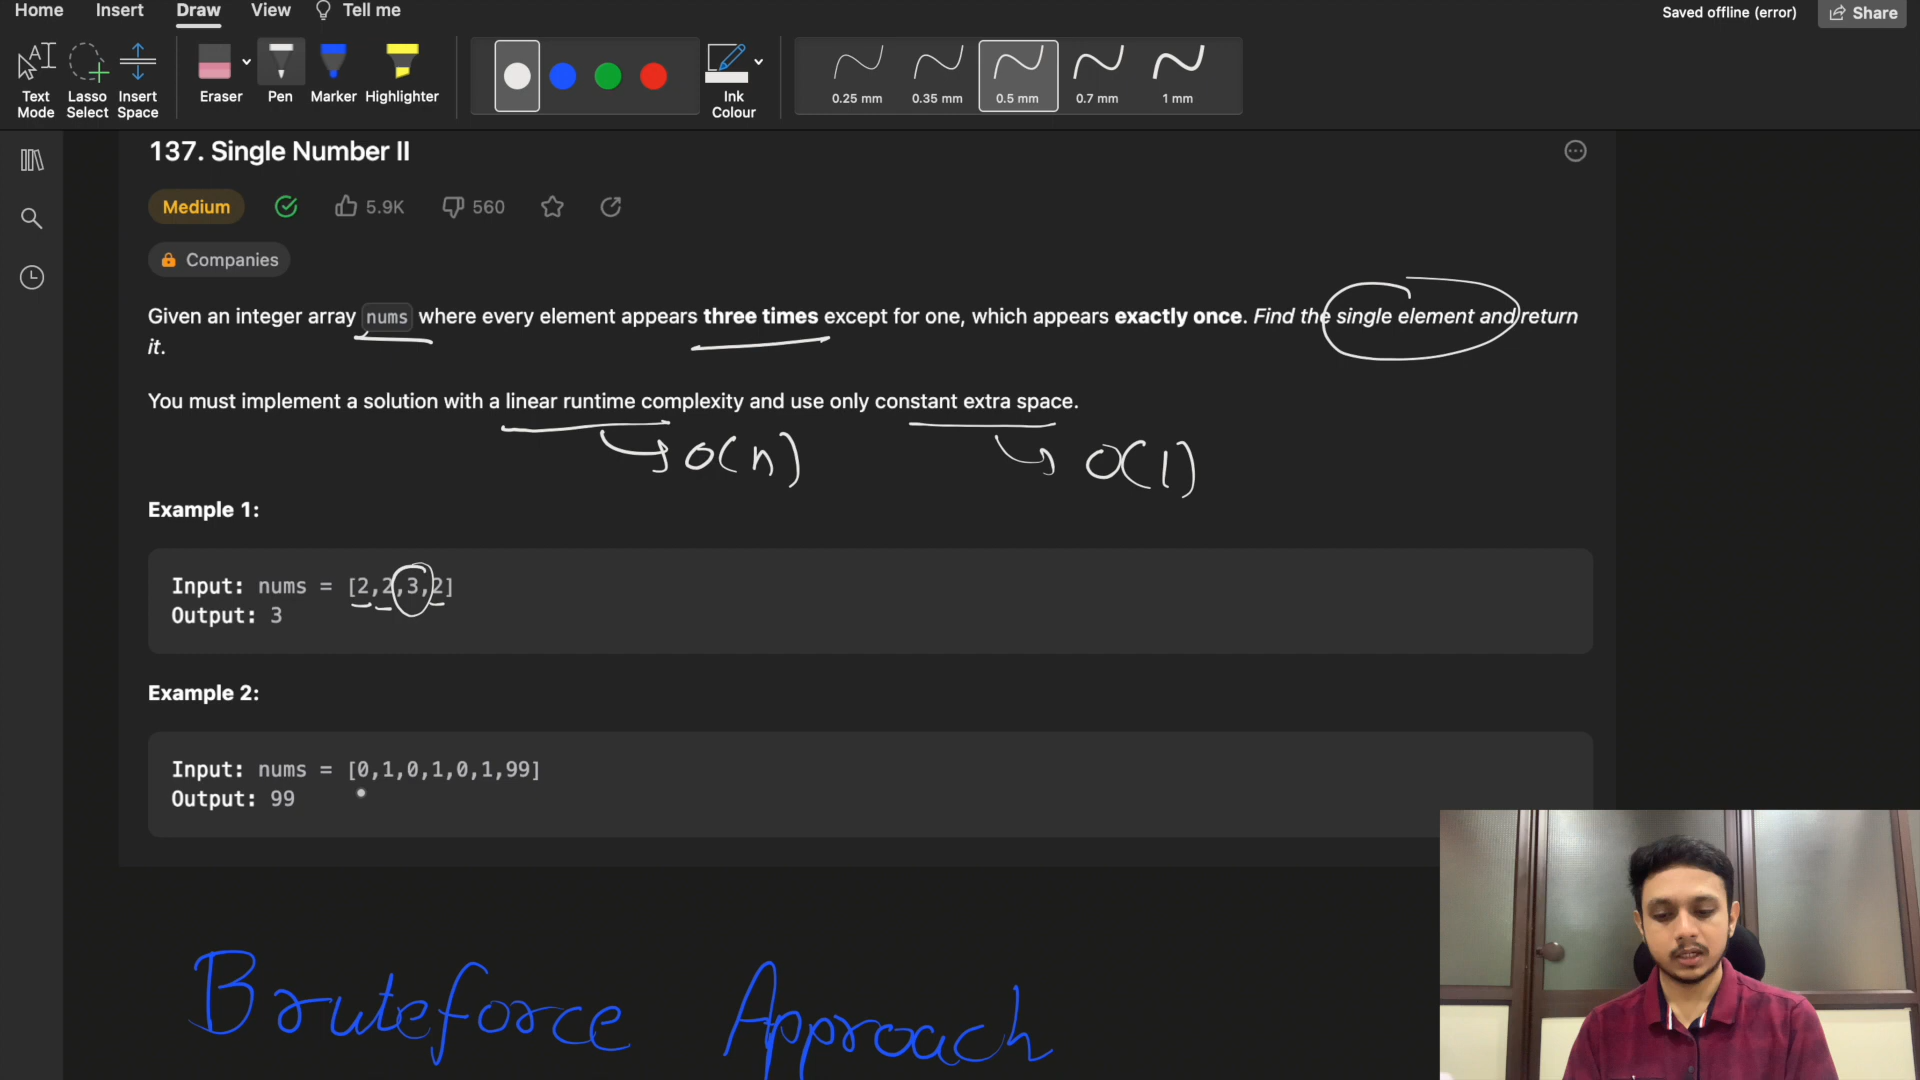 Home Insert Draw View Tell me Saved offline (error) Share
Text Mode Lasso Select Insert Space Eraser Pen Marker Highlighter Ink Colour 0.25 mm 0.35 mm 0.5 mm 0.7 mm 1 mm
137. Single Number II
Medium 5.9K 560
Companies
Given an integer array nums where every element appears three times except for one, which appears exactly once. Find the single element and return
it.
You must implement a solution with a linear runtime complexity and use only constant extra space.
O(n) O(1)
Example 1:
Input: nums = [2,2,3,2]
Output: 3
Example 2:
Input: nums = [0,1,0,1,0,1,99]
Output: 99
Bruteforce Approach